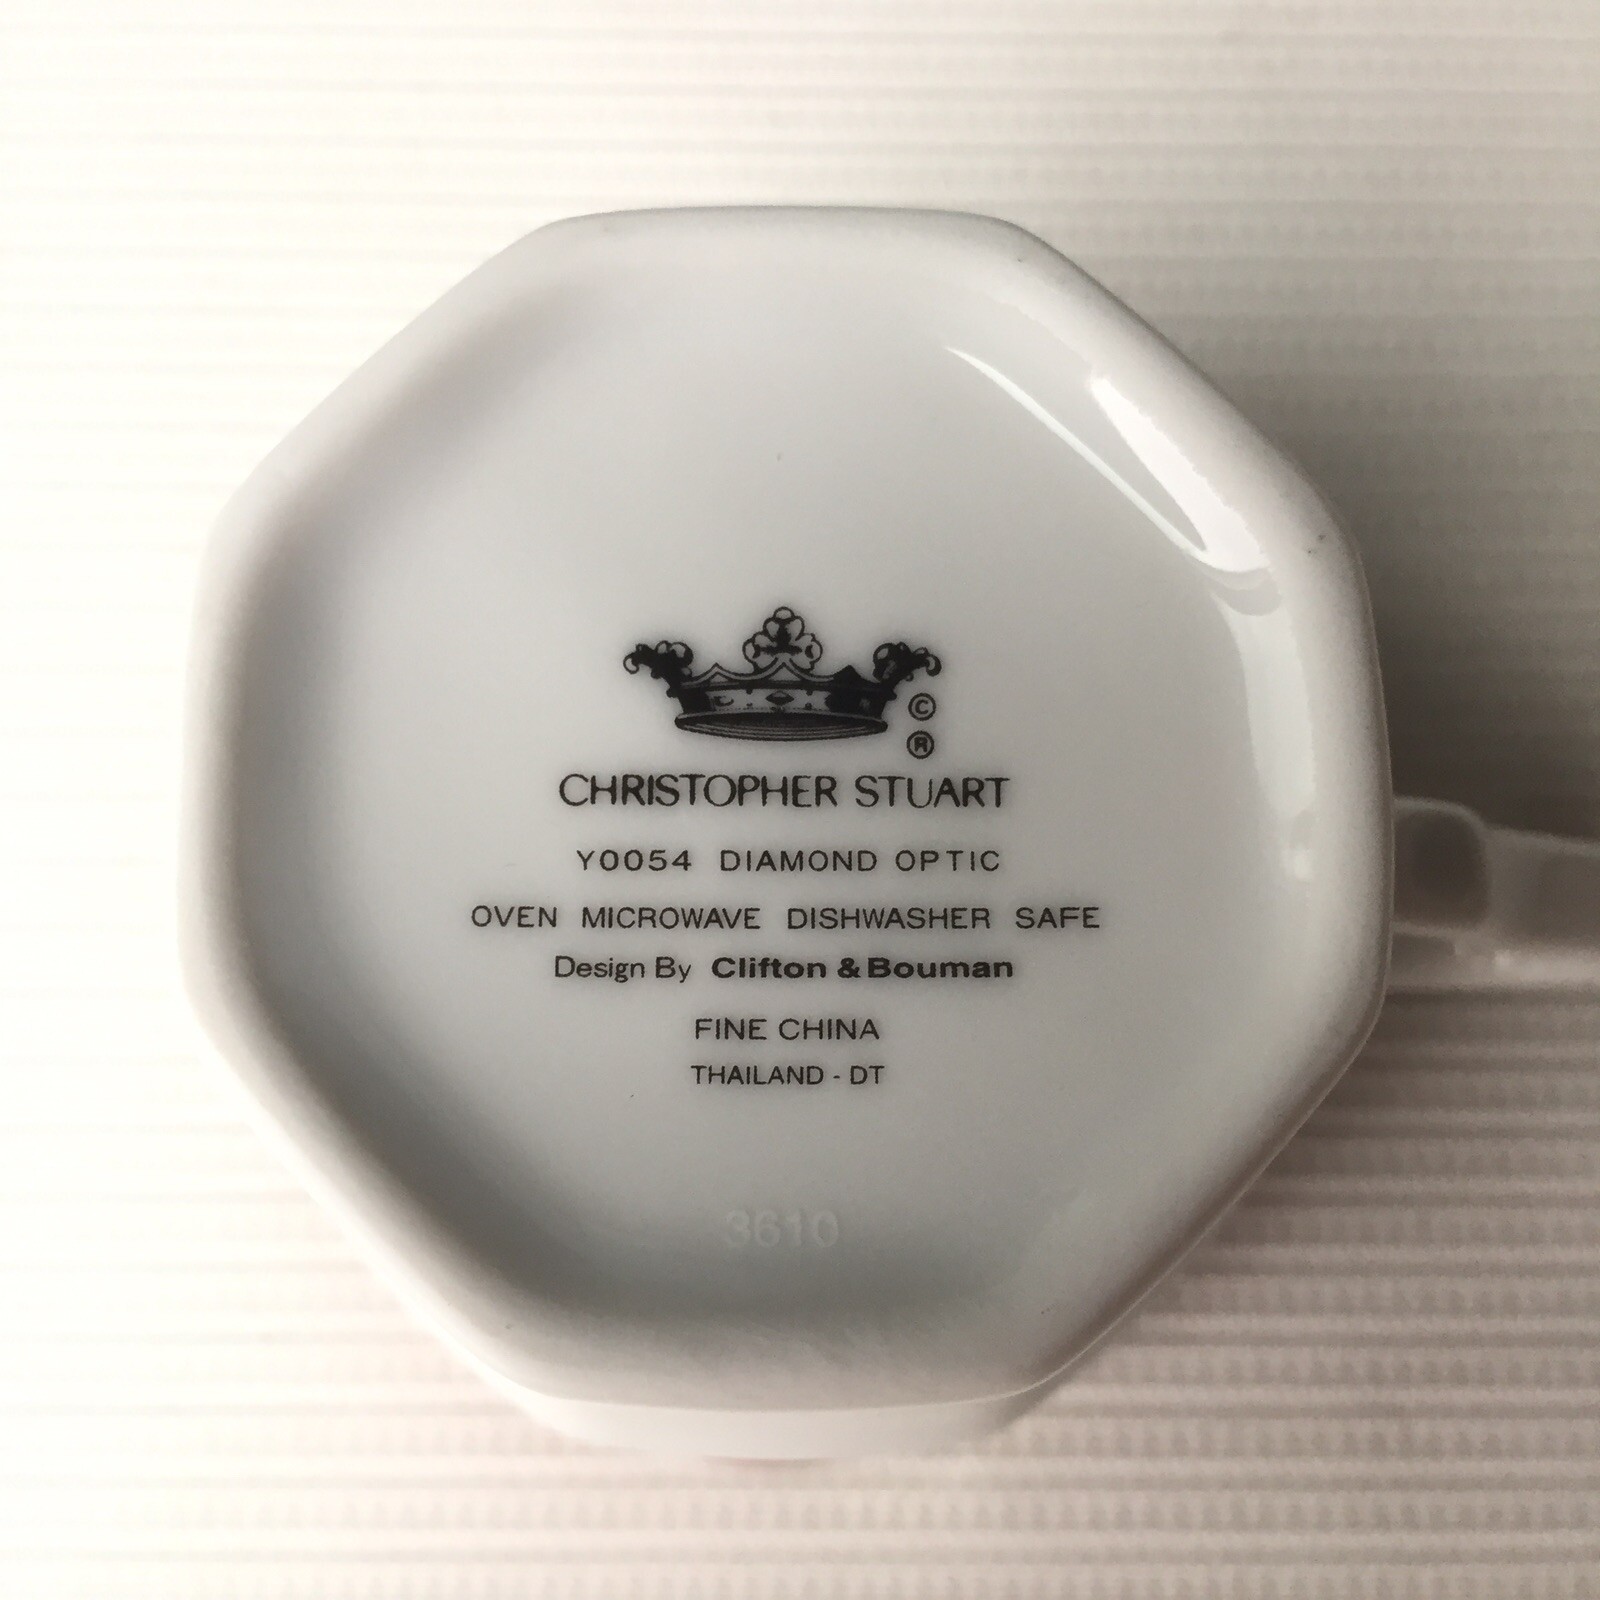 ©
®
CHRISTOPHER STUART
Y0054 DIAMOND OPTIC
OVEN MICROWAVE DISHWASHER SAFE
Design By Clifton & Bouman
FINE CHINA
THAILAND - DT
3610